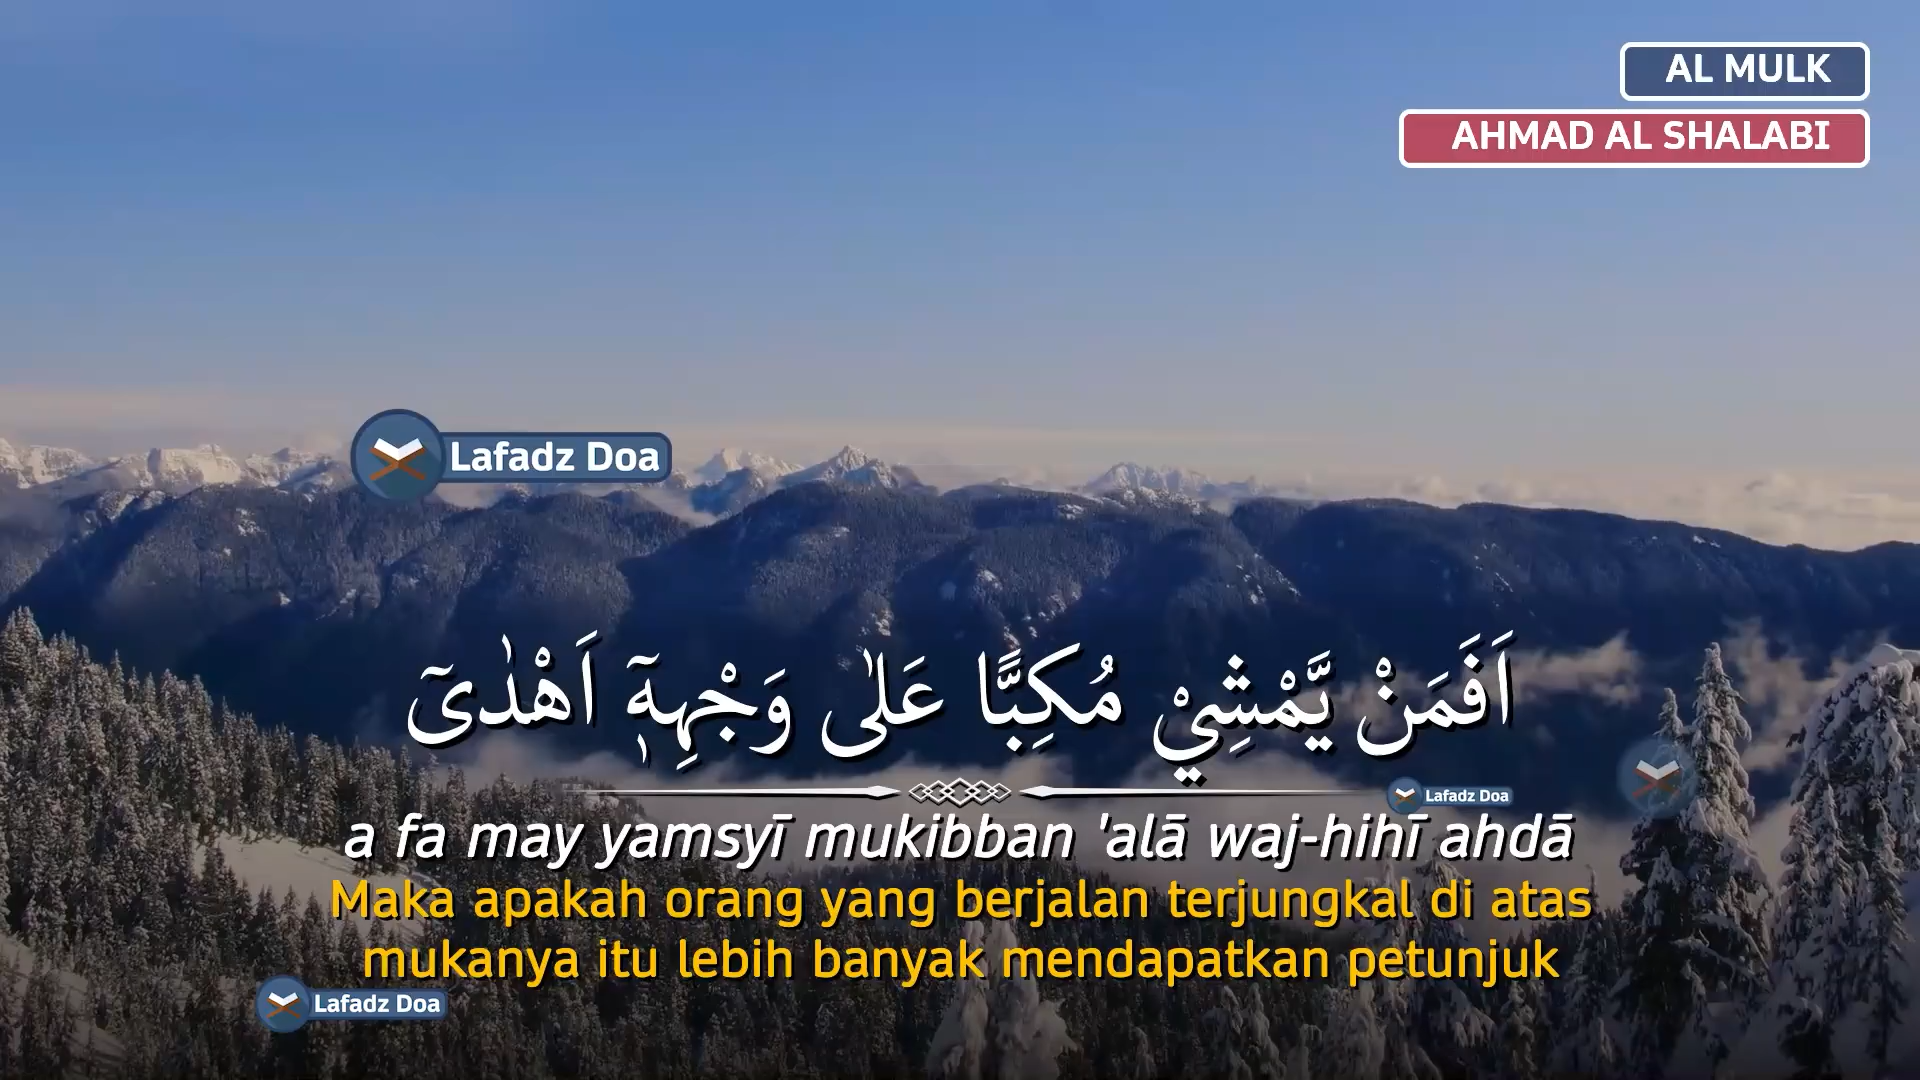 AL MULK
AHMAD AL SHALABI
Lafadz Doa
اَفَمَنْ يَّمْشِيْ مُكِبًّا عَلٰى وَجْهِهٖٓ اَهْدٰىٓ
Lafadz Doa
a fa may yamsyī mukibban 'alā waj-hihī ahdā
Maka apakah orang yang berjalan terjungkal di atas
mukanya itu lebih banyak mendapatkan petunjuk
Lafadz Doa